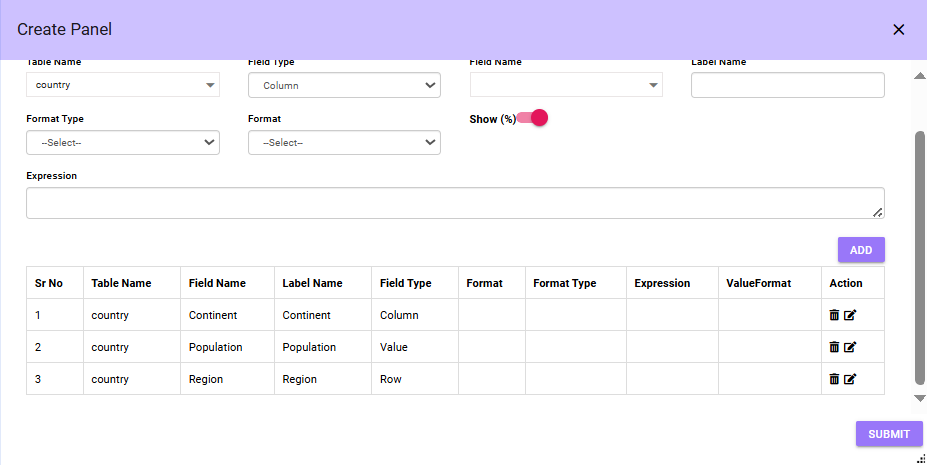 Create Panel
Table Name Field Type Field Name Label Name
country Column
Format Type Format Show (%)
--Select-- --Select--
Expression
ADD
Sr No Table Name Field Name Label Name Field Type Format Format Type Expression ValueFormat Action
1 country Continent Continent Column
2 country Population Population Value
3 country Region Region Row
SUBMIT